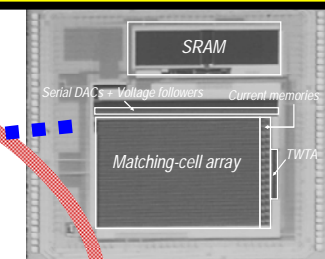 SRAM
Serial DACs + Voltage followers
Current memories
Matching-cell array
TWTA